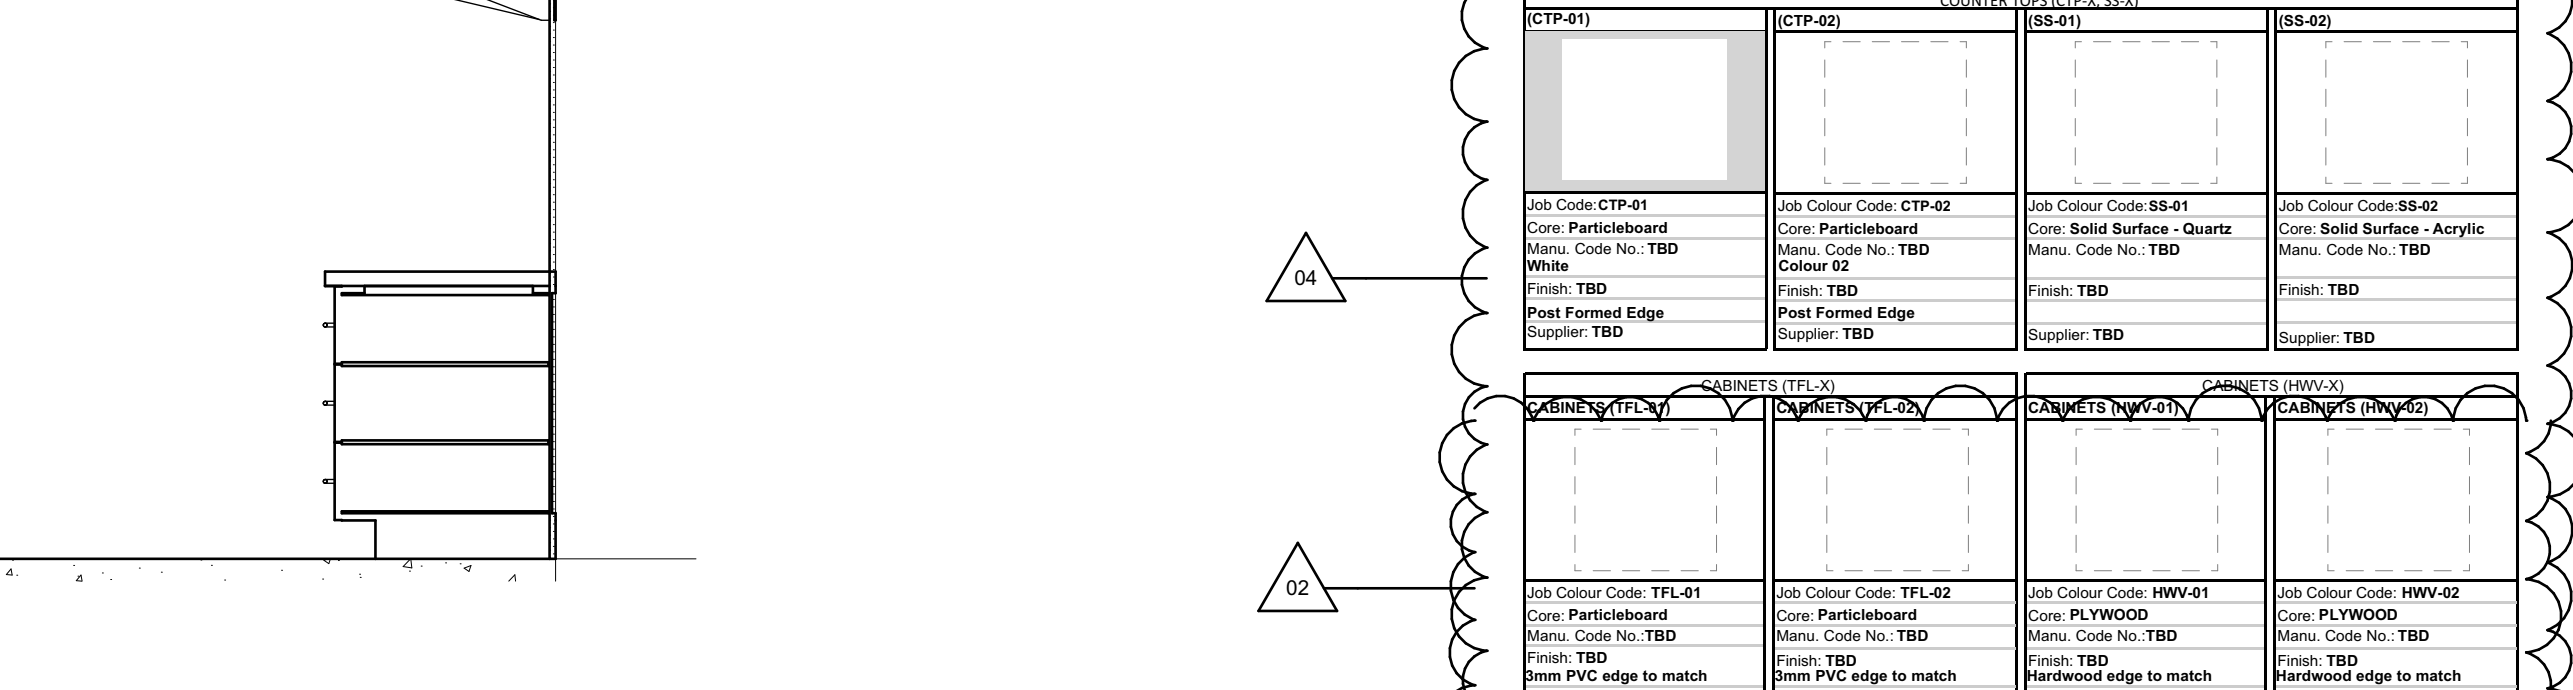 COUNTER TOPS (CTP-X, SS-X)
(CTP-01) (CTP-02) (SS-01) (SS-02)
Job Code:CTP-01 Job Colour Code: CTP-02 Job Colour Code:SS-01 Job Colour Code:SS-02
Core: Particleboard Core: Particleboard Core: Solid Surface - Quartz Core: Solid Surface - Acrylic
Manu. Code No.: TBD Manu. Code No.: TBD Manu. Code No.: TBD Manu. Code No.: TBD
White Colour 02
04
Finish: TBD Finish: TBD Finish: TBD Finish: TBD
Post Formed Edge Post Formed Edge
Supplier: TBD Supplier: TBD Supplier: TBD Supplier: TBD
CABINETS (TFL-X) CABINETS (HWV-X)
CABINETS (TFL-01) CABINETS (TFL-02) CABINETS (HWV-01) CABINETS (HWV-02)
02
Job Colour Code: TFL-01 Job Colour Code: TFL-02 Job Colour Code: HWV-01 Job Colour Code: HWV-02
Core: Particleboard Core: Particleboard Core: PLYWOOD Core: PLYWOOD
Manu. Code No.:TBD Manu. Code No.: TBD Manu. Code No.:TBD Manu. Code No.: TBD
Finish: TBD Finish: TBD Finish: TBD Finish: TBD
3mm PVC edge to match 3mm PVC edge to match Hardwood edge to match Hardwood edge to match